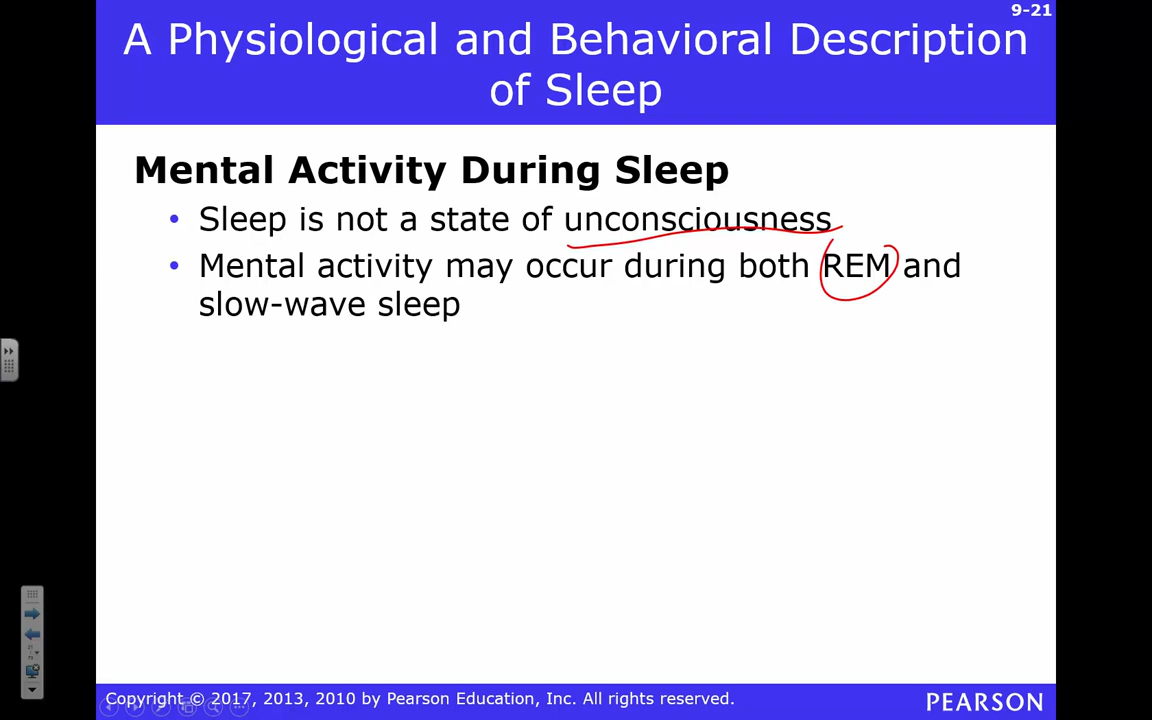 9-21
A Physiological and Behavioral Description
of Sleep
Mental Activity During Sleep
• Sleep is not a state of unconsciousness
• Mental activity may occur during both REM and
slow-wave sleep
Copyright © 2017, 2013, 2010 by Pearson Education, Inc. All rights reserved.
PEARSON